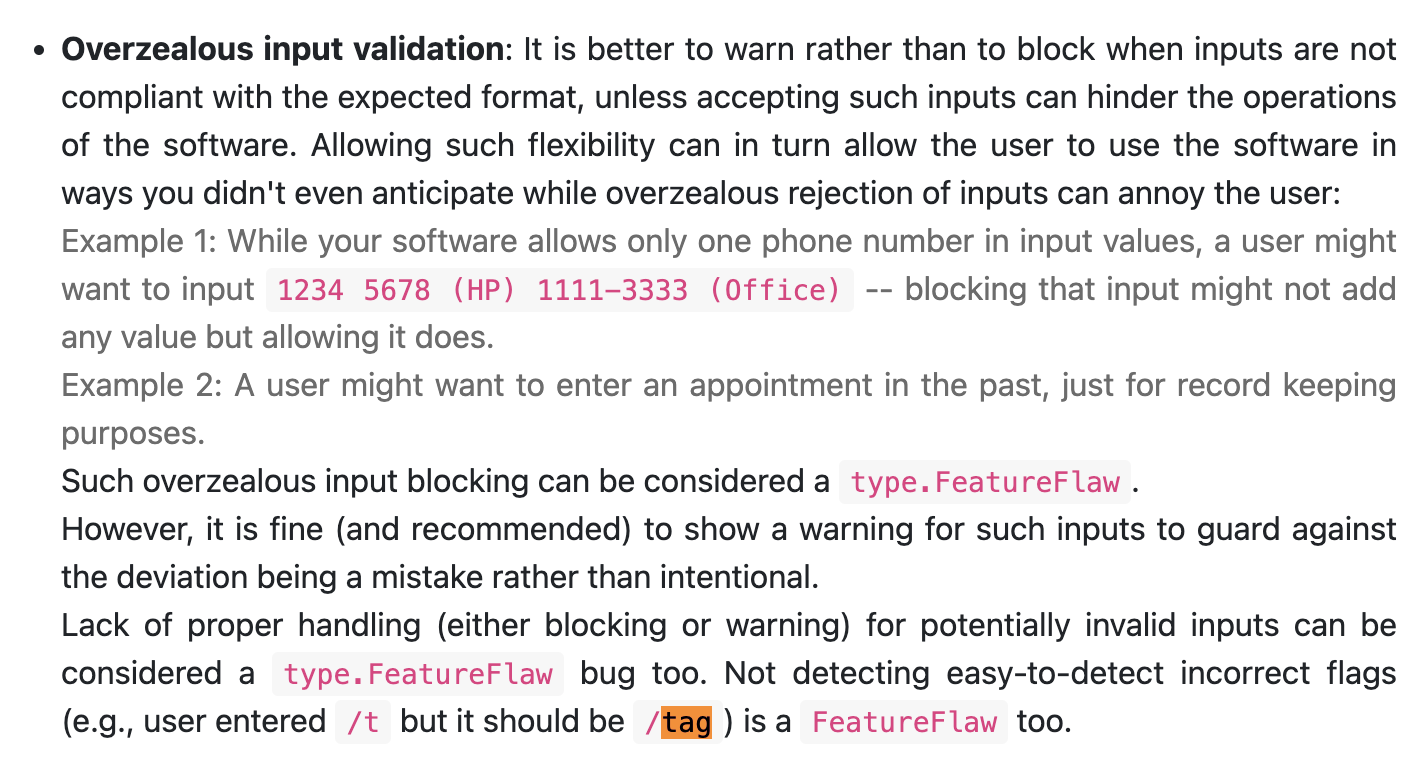 • Overzealous input validation: It is better to warn rather than to block when inputs are not
compliant with the expected format, unless accepting such inputs can hinder the operations
of the software. Allowing such flexibility can in turn allow the user to use the software in
ways you didn't even anticipate while overzealous rejection of inputs can annoy the user:
Example 1: While your software allows only one phone number in input values, a user might
want to input 1234 5678 (HP) 1111-3333 (Office) -- blocking that input might not add
any value but allowing it does.
Example 2: A user might want to enter an appointment in the past, just for record keeping
purposes.
Such overzealous input blocking can be considered a type.FeatureFlaw.
However, it is fine (and recommended) to show a warning for such inputs to guard against
the deviation being a mistake rather than intentional.
Lack of proper handling (either blocking or warning) for potentially invalid inputs can be
considered a type.FeatureFlaw bug too. Not detecting easy-to-detect incorrect flags
(e.g., user entered /t but it should be /tag) is a FeatureFlaw too.